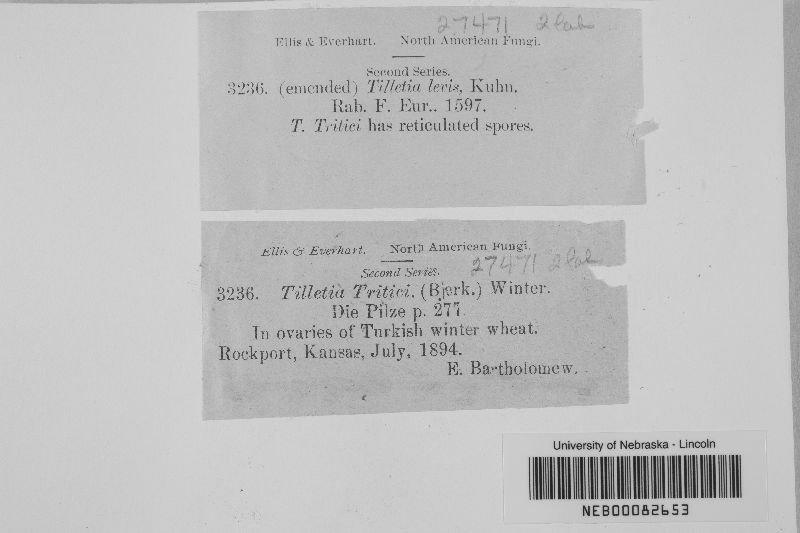 27471 2 lab
Ellis & Everhart. North American Fungi.
Second Series.
3236. (emended) Tilletia levis, Kuhn.
Rab. F. Eur.. 1597.
T. Tritici has reticulated spores.
Ellis & Everhart. North American Fungi.
Second Series. 27471 2 lab
3236. Tilletia Tritici, (Bjerk.) Winter.
Die Pilze p. 277.
In ovaries of Turkish winter wheat.
Rockport, Kansas, July, 1894.
E. Bartholomew.
University of Nebraska - Lincoln
NEB00082653